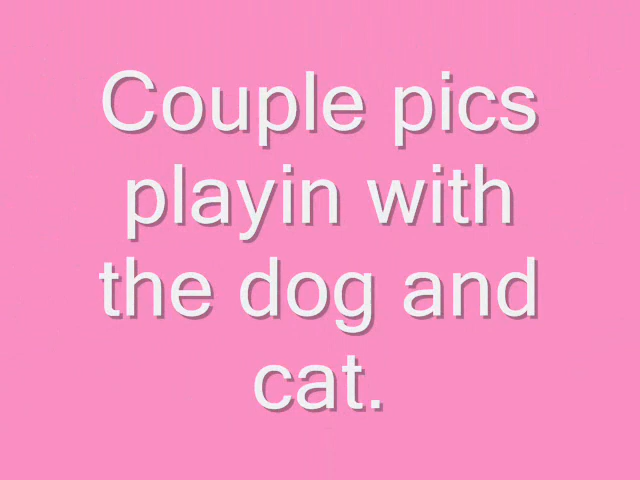 Couple pics
playin with
the dog and
cat.